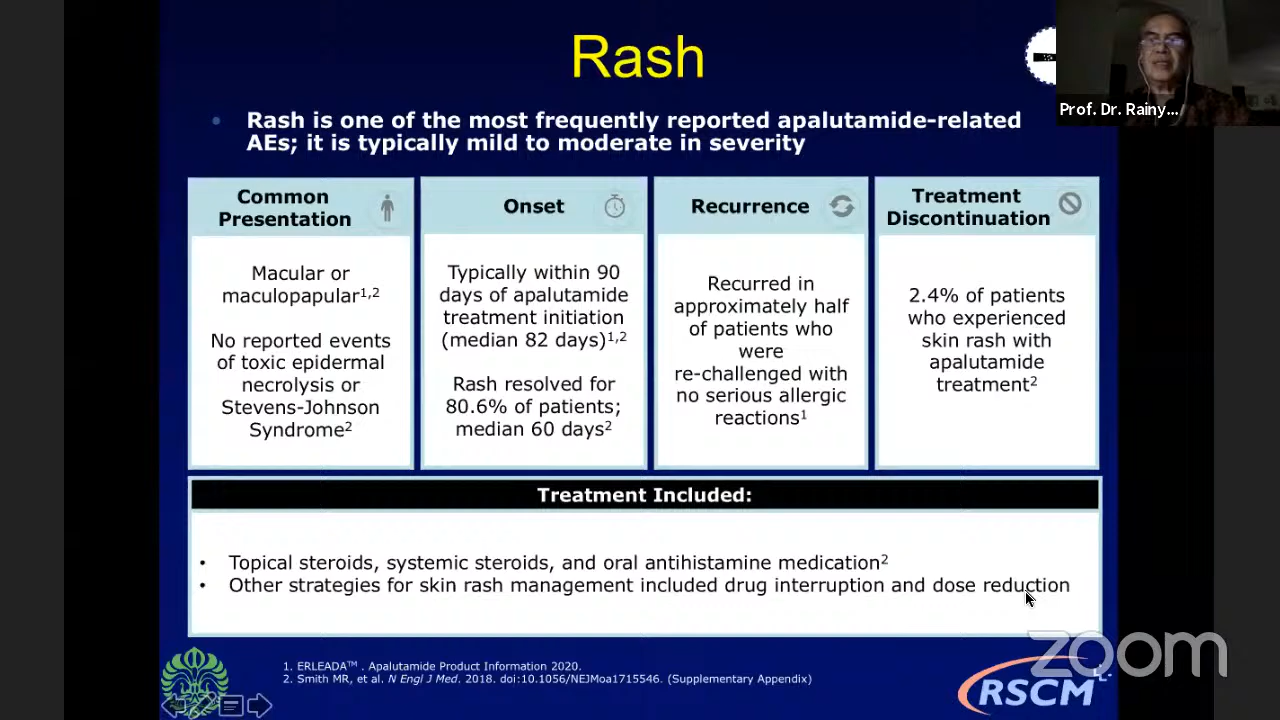 Rash
Prof. Dr. Rainy...
• Rash is one of the most frequently reported apalutamide-related
AEs; it is typically mild to moderate in severity
Common
Presentation
Macular or
maculopapular1,2
No reported events
of toxic epidermal
necrolysis or
Stevens-Johnson
Syndrome2
Onset
Typically within 90
days of apalutamide
treatment initiation
(median 82 days)1,2
Rash resolved for
80.6% of patients;
median 60 days2
Recurrence
Recurred in
approximately half
of patients who
were
re-challenged with
no serious allergic
reactions1
Treatment
Discontinuation
2.4% of patients
who experienced
skin rash with
apalutamide
treatment2
Treatment Included:
• Topical steroids, systemic steroids, and oral antihistamine medication2
• Other strategies for skin rash management included drug interruption and dose reduction
1. ERLEADA™ . Apalutamide Product Information 2020.
2. Smith MR, et al. N Engl J Med. 2018. doi:10.1056/NEJMoa1715546. (Supplementary Appendix)
zoom
RSCM